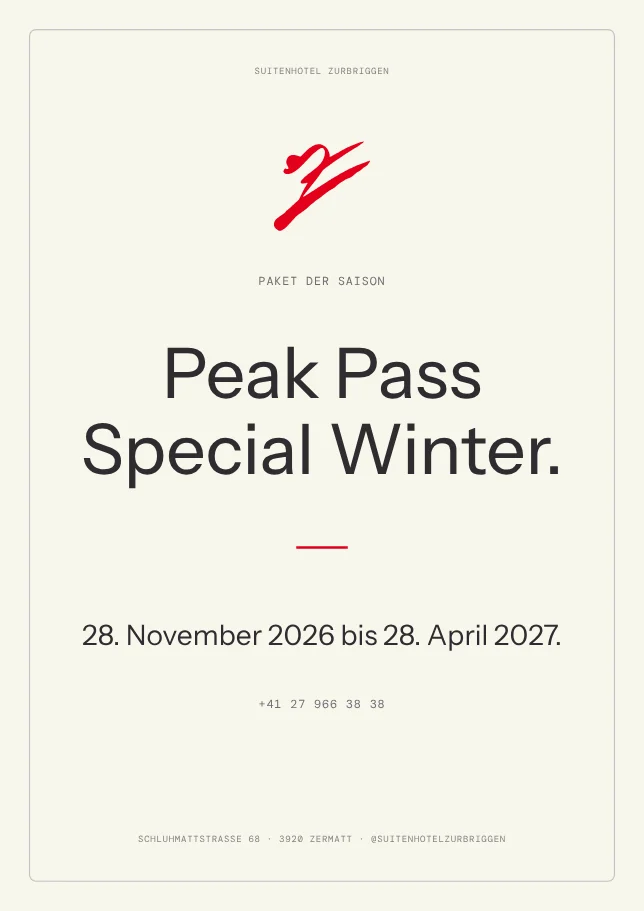 SUITENHOTEL ZURBRIGGEN
PAKET DER SAISON
Peak Pass
Special Winter.
28. November 2026 bis 28. April 2027.
+41 27 966 38 38
SCHLUHMATTSTRASSE 68 · 3920 ZERMATT · @SUITENHOTELZURBRIGGEN